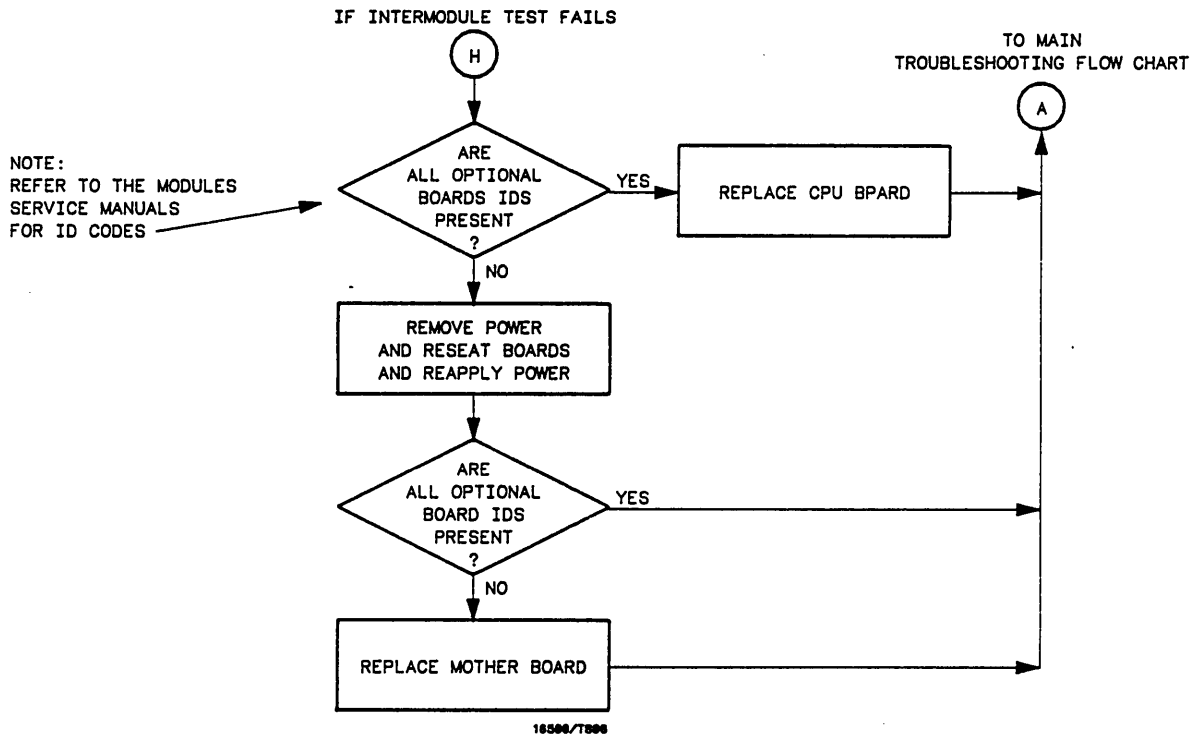 IF INTERMODULE TEST FAILS
H
TO MAIN
TROUBLESHOOTING FLOW CHART
A
NOTE:
REFER TO THE MODULES
SERVICE MANUALS
FOR ID CODES
ARE
ALL OPTIONAL
BOARDS IDS
PRESENT
?
YES
REPLACE CPU BPARD
NO
REMOVE POWER
AND RESEAT BOARDS
AND REAPPLY POWER
ARE
ALL OPTIONAL
BOARD IDS
PRESENT
?
YES
NO
REPLACE MOTHER BOARD